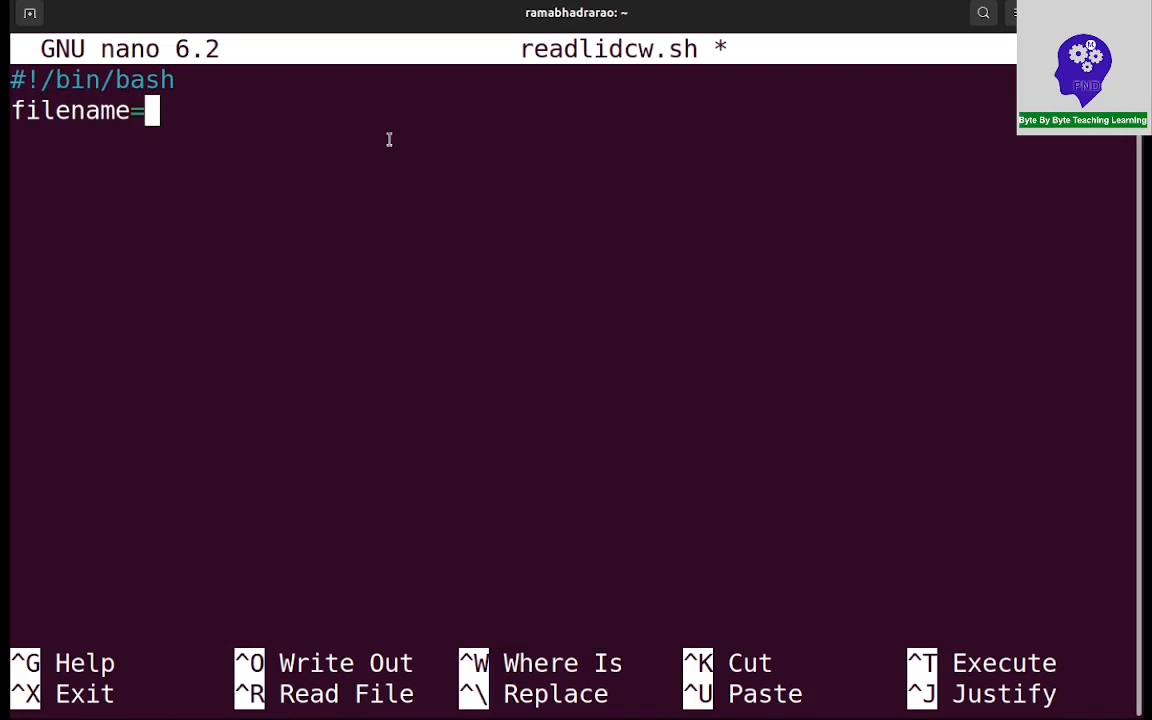 ramabhadrarao: ~
GNU nano 6.2 readlidcw.sh *
#!/bin/bash
filename=
PND
Byte By Byte Teaching Learning
^G Help ^O Write Out ^W Where Is ^K Cut ^T Execute
^X Exit ^R Read File ^\ Replace ^U Paste ^J Justify